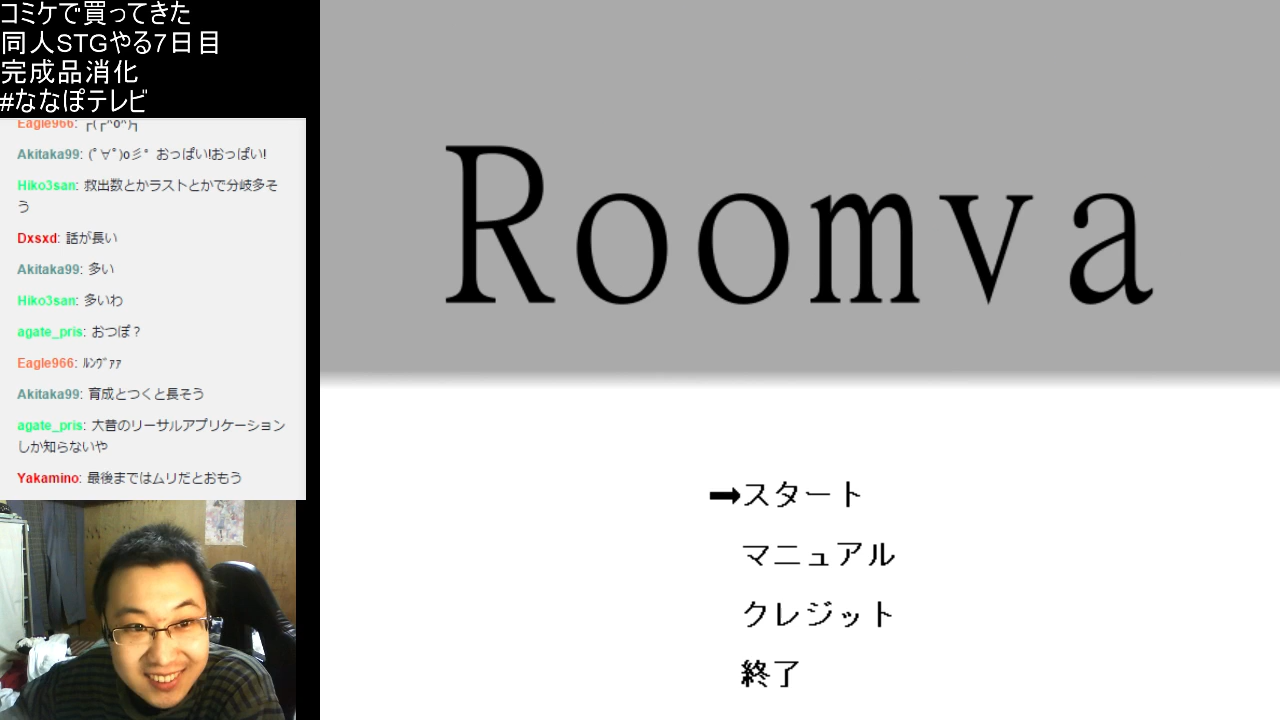 コミケで買ってきた
同人STGやる7日目
完成品消化
#ななぽテレビ
Eagle966: ┌(┌^o^)┐
Akitaka99: (ﾟ∀ﾟ)o彡ﾟ おっぱい!おっぱい!
Hiko3san: 救出数とかラストとかで分岐多そ
う
Dxsxd: 話が長い
Akitaka99: 多い
Hiko3san: 多いわ
agate_pris: おつぽ？
Eagle966: ﾙﾝｳﾞｧｧ
Akitaka99: 育成とつくと長そう
agate_pris: 大昔のリーサルアプリケーション
しか知らないや
Yakamino: 最後まではムリだとおもう
Roomva
➡スタート
マニュアル
クレジット
終了